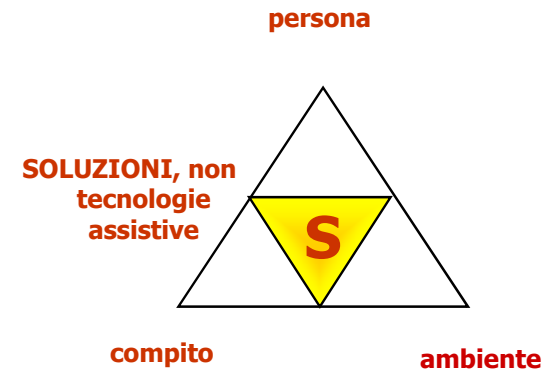 persona
SOLUZIONI, non
tecnologie
assistive
S
compito
ambiente